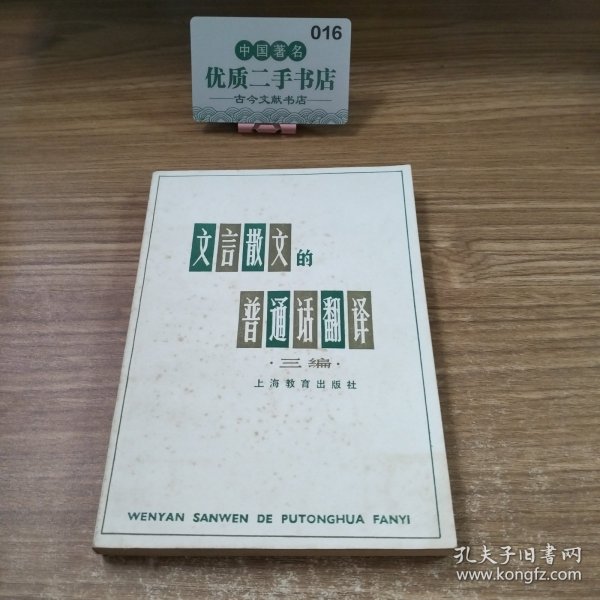 016
中国著名
优质二手书店
古今文献书店
文言散文的
普通话翻译
·三编·
上海教育出版社
WENYAN SANWEN DE PUTONGHUA FANYI
孔夫子旧书网
www.kongfz.com